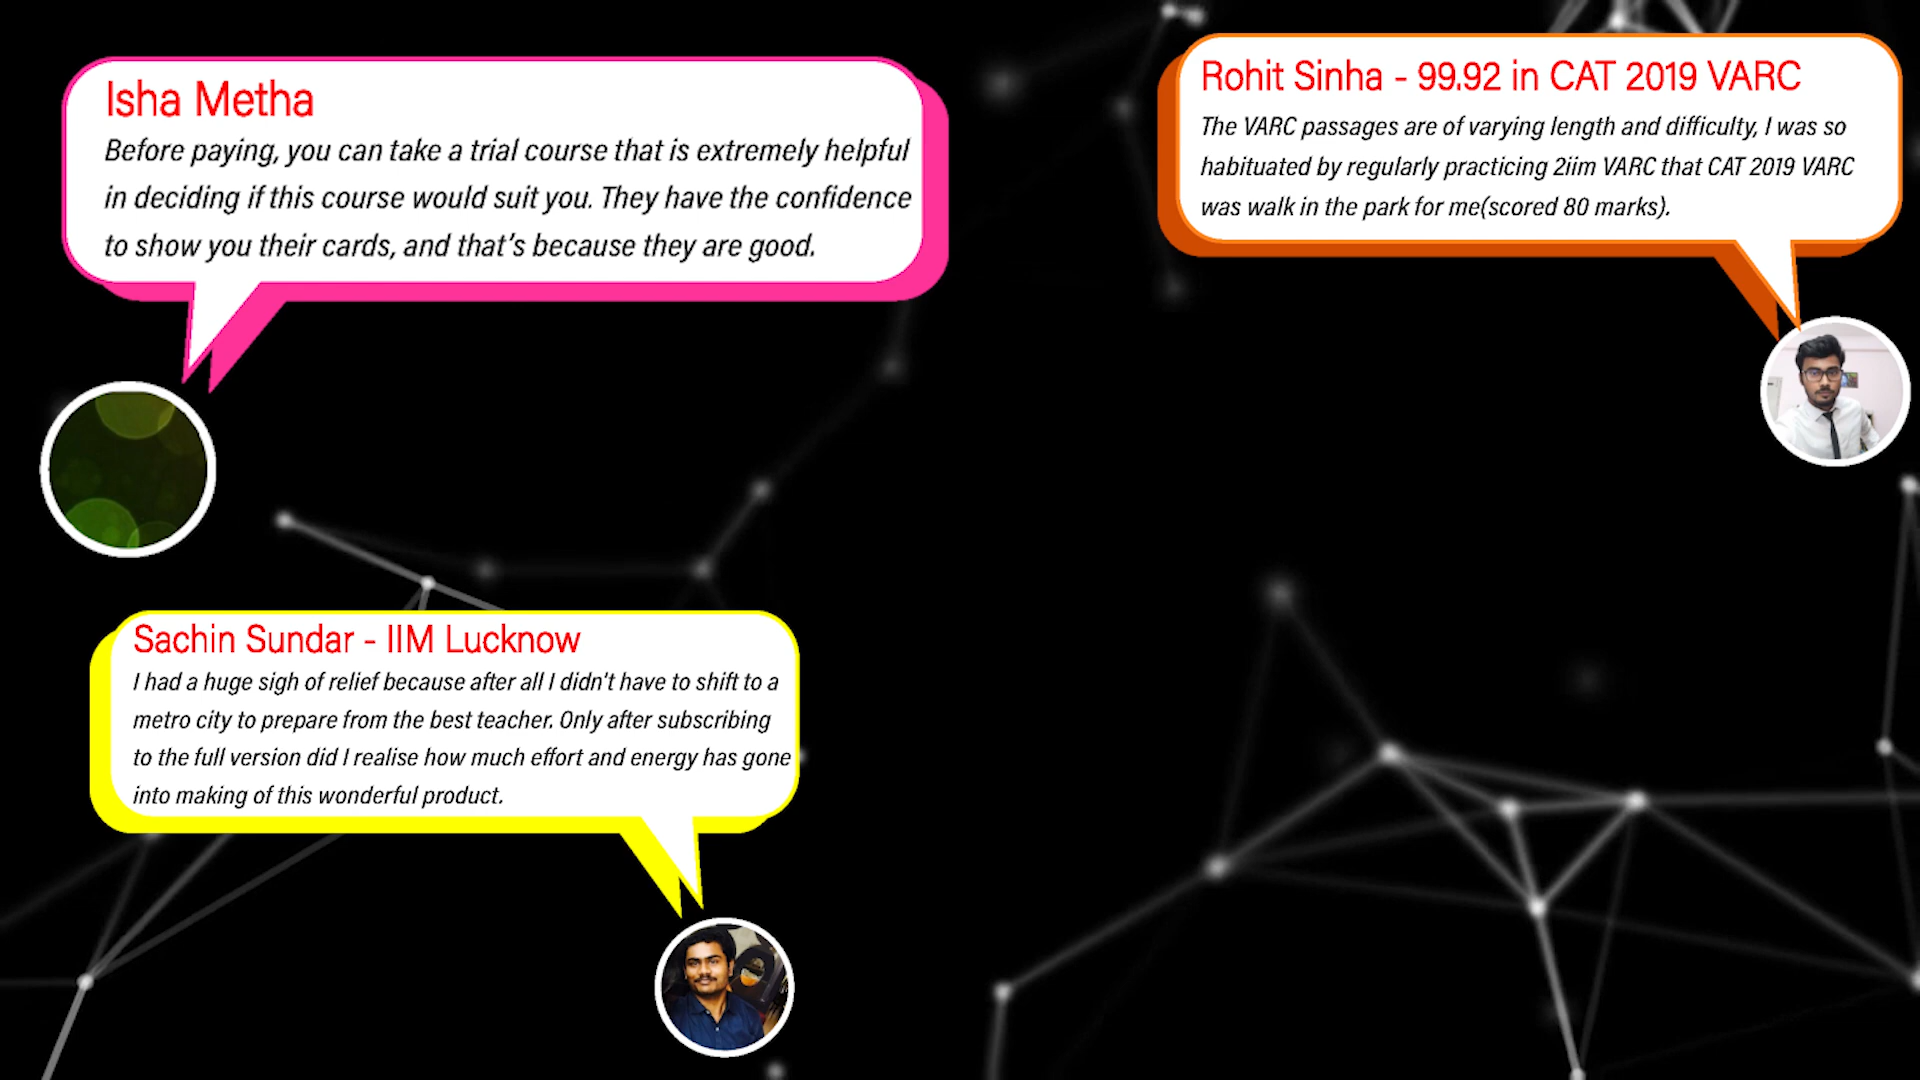 Isha Metha
Before paying, you can take a trial course that is extremely helpful
in deciding if this course would suit you. They have the confidence
to show you their cards, and that's because they are good.
Rohit Sinha - 99.92 in CAT 2019 VARC
The VARC passages are of varying length and difficulty, I was so
habituated by regularly practicing 2iim VARC that CAT 2019 VARC
was walk in the park for me(scored 80 marks).
Sachin Sundar - IIM Lucknow
I had a huge sigh of relief because after all I didn't have to shift to a
metro city to prepare from the best teacher. Only after subscribing
to the full version did I realise how much effort and energy has gone
into making of this wonderful product.